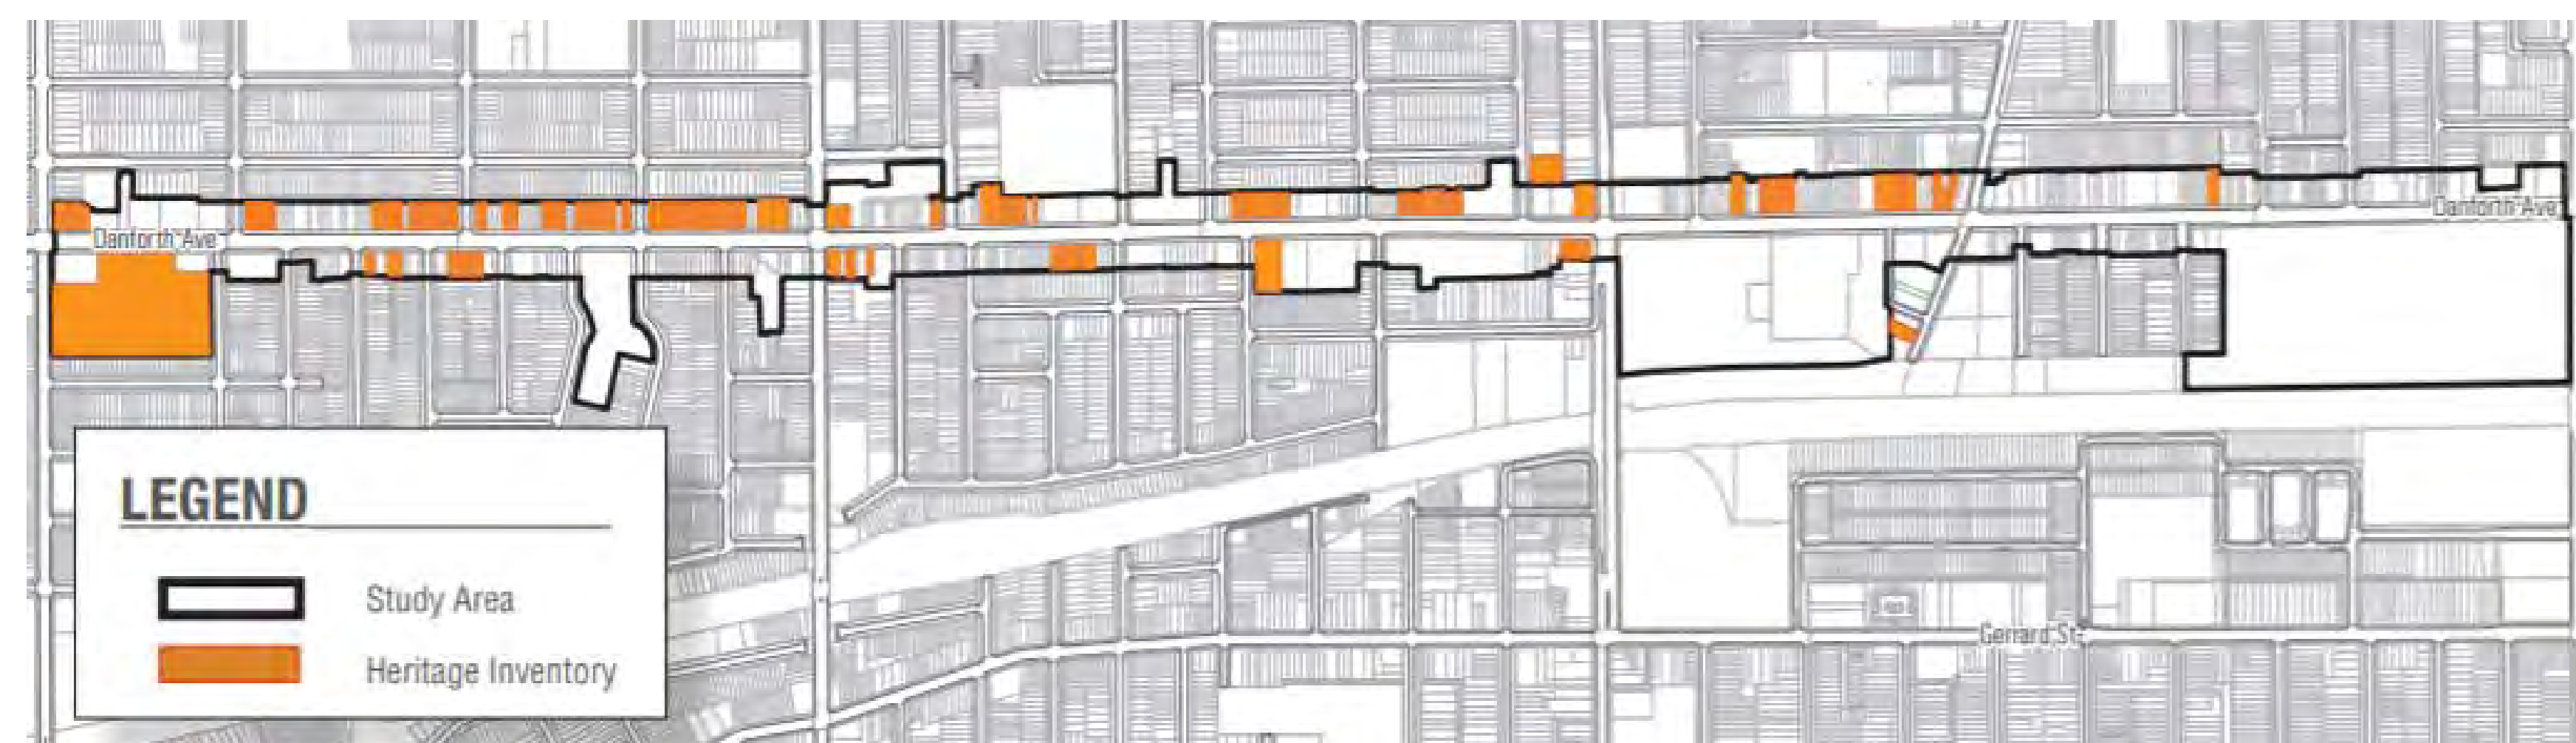 Danforth Ave
Danforth Ave
LEGEND
Study Area
Heritage Inventory
Gerrard St